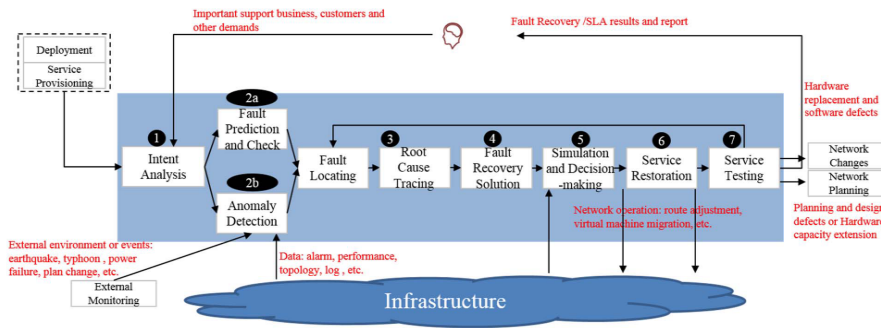 Important support business, customers and
other demands
Fault Recovery /SLA results and report
Deployment
Service
Provisioning
Hardware
replacement and
software defects
2a
Fault
Prediction
and Check
1
Intent
Analysis
2b
Anomaly
Detection
Fault
Locating
3
Root
Cause
Tracing
4
Fault
Recovery
Solution
5
Simulation
and Decision
-making
6
Service
Restoration
7
Service
Testing
Network
Changes
Network
Planning
Planning and design
defects or Hardware
capacity extension
Network operation: route adjustment,
virtual machine migration, etc.
External environment or events:
earthquake, typhoon , power
failure, plan change, etc.
Data: alarm, performance,
topology, log , etc.
External
Monitoring
Infrastructure